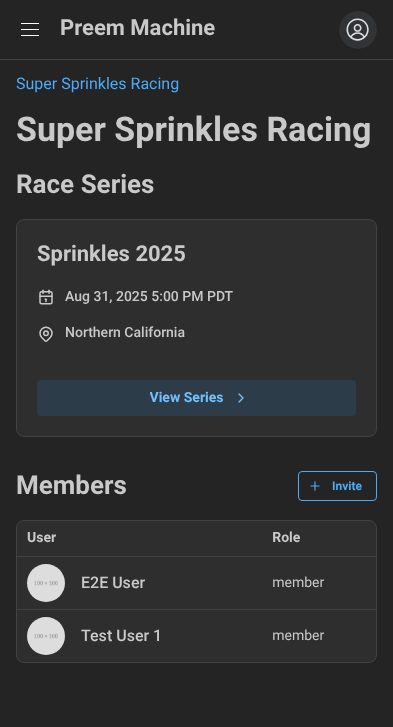 Preem Machine
Super Sprinkles Racing
Super Sprinkles Racing
Race Series
Sprinkles 2025
Aug 31, 2025 5:00 PM PDT
Northern California
View Series
Members
Invite
User Role
100 × 100 E2E User member
100 × 100 Test User 1 member